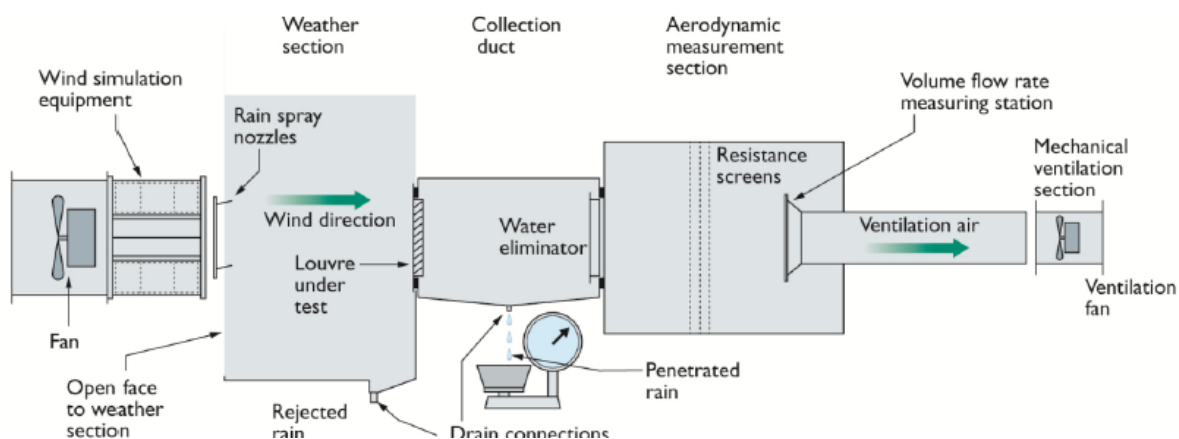 Weather
section
Collection
duct
Aerodynamic
measurement
section
Wind simulation
equipment
Rain spray
nozzles
Volume flow rate
measuring station
Mechanical
ventilation
section
Resistance
screens
Wind direction
Water
eliminator
Ventilation air
Louvre
under
test
Fan
Ventilation
fan
Open face
to weather
section
Rejected
rain
Penetrated
rain
Drain connections